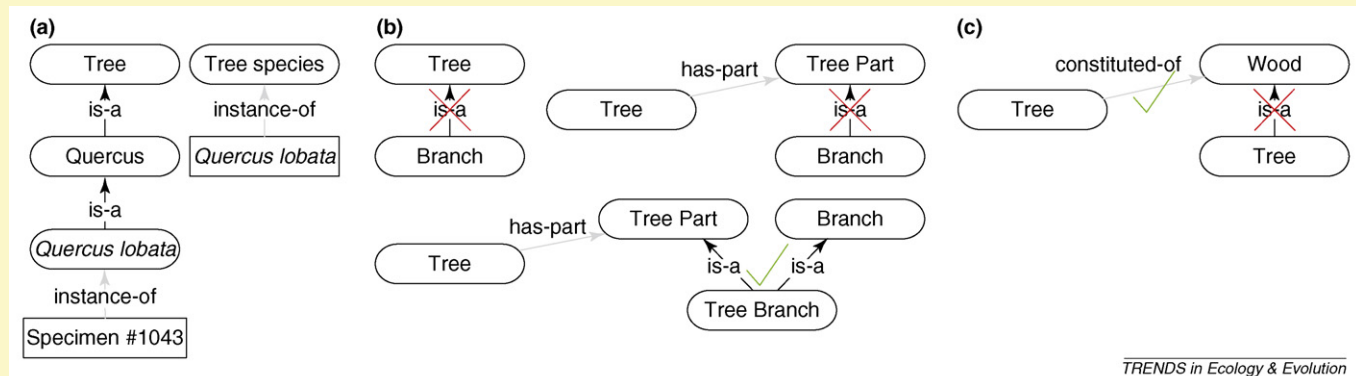 (a)
Tree
is-a
Quercus
is-a
Quercus lobata
instance-of
Specimen #1043
Tree species
instance-of
Quercus lobata
(b)
Tree
is-a
Branch
Tree
has-part
Tree Part
is-a
Branch
Tree
has-part
Tree Part
Branch
is-a is-a
Tree Branch
(c)
Tree
constituted-of
Wood
is-a
Tree
TRENDS in Ecology & Evolution